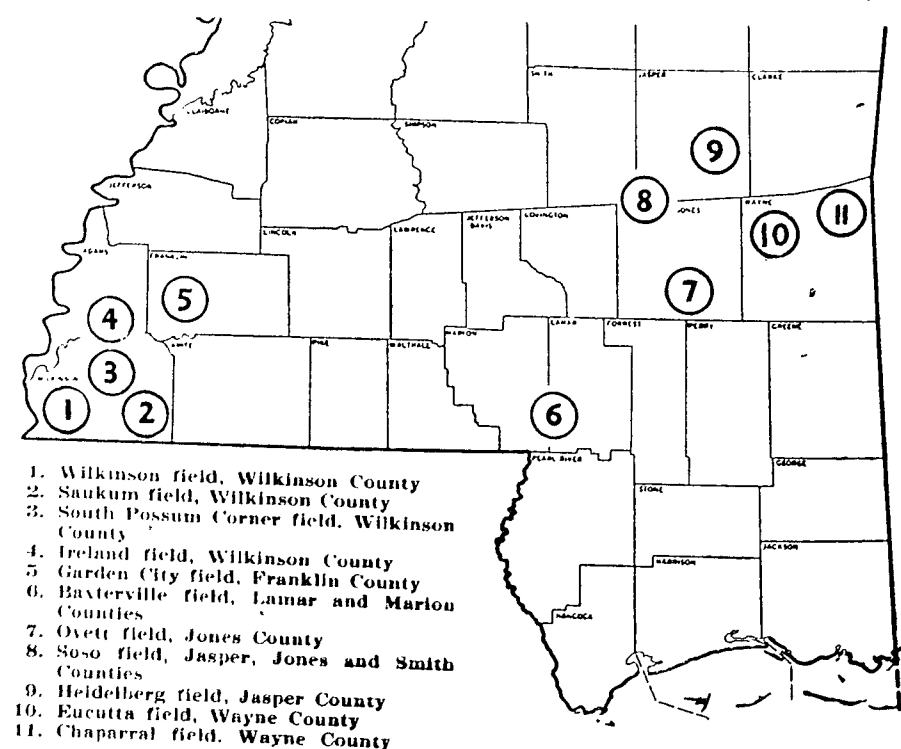 SMITH
JASPER
CLARKE
CLAIBORNE
COPIAH
SIMPSON
9
JEFFERSON
8
JONES
WAYNE
11
10
LINCOLN
LAWRENCE
JEFFERSON
DAVIS
COVINGTON
ADAMS
FRANKLIN
5
7
4
AMITE
PIKE
WALTHALL
MARION
LAMAR
FORREST
PERRY
GREENE
3
WILKINSON
1
2
6
PEARL RIVER
GEORGE
STONE
HARRISON
JACKSON
HANCOCK
1. Wilkinson field, Wilkinson County
2. Saukum field, Wilkinson County
3. South Possum Corner field. Wilkinson
County
4. Ireland field, Wilkinson County
5 Garden City field, Franklin County
6. Baxterville field, Lamar and Marion
Counties
7. Ovett field, Jones County
8. Soso field, Jasper, Jones and Smith
Counties
9. Heidelberg field, Jasper County
10. Eucutta field, Wayne County
11. Chaparral field. Wayne County